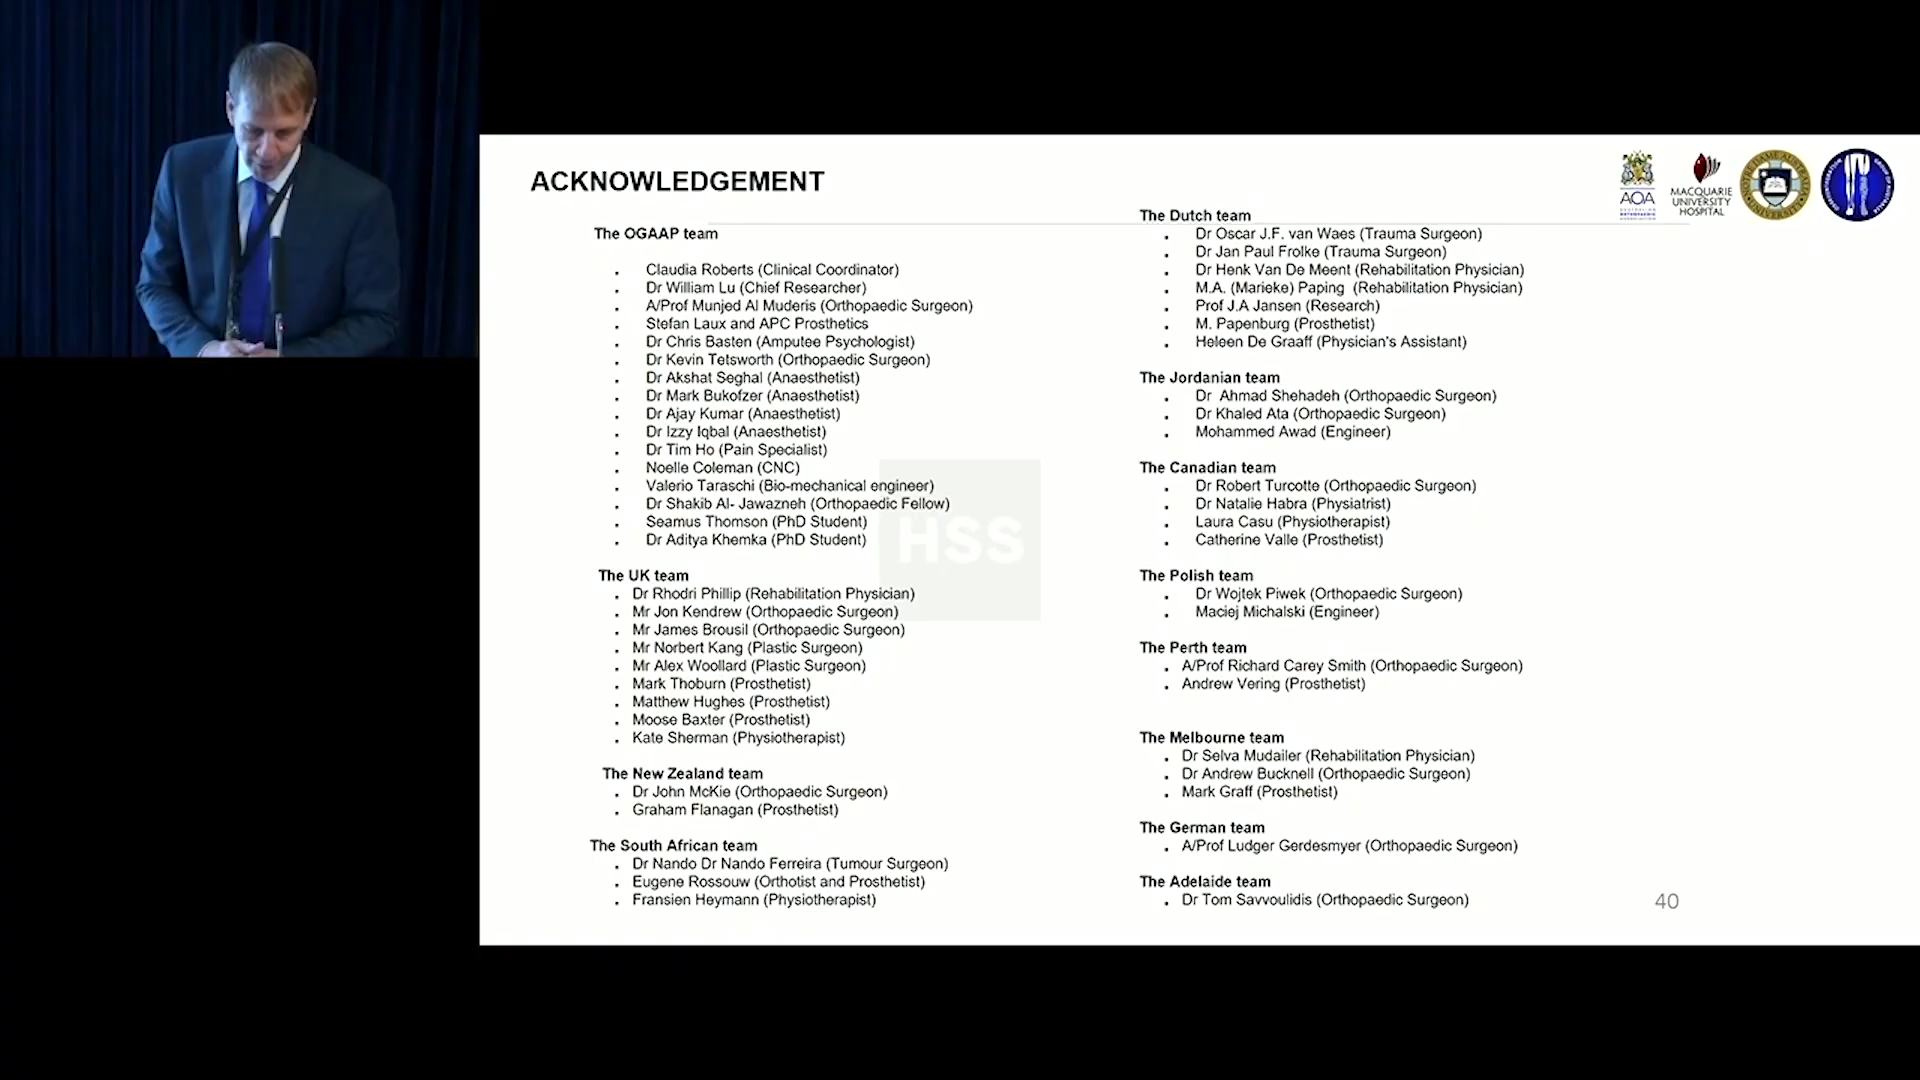 ACKNOWLEDGEMENT
AOA
MACQUARIE
UNIVERSITY
HOSPITAL
The OGAAP team
Claudia Roberts (Clinical Coordinator)
Dr William Lu (Chief Researcher)
A/Prof Munjed Al Muderis (Orthopaedic Surgeon)
Stefan Laux and APC Prosthetics
Dr Chris Basten (Amputee Psychologist)
Dr Kevin Tetsworth (Orthopaedic Surgeon)
Dr Akshat Seghal (Anaesthetist)
Dr Mark Bukofzer (Anaesthetist)
Dr Ajay Kumar (Anaesthetist)
Dr Izzy Iqbal (Anaesthetist)
Dr Tim Ho (Pain Specialist)
Noelle Coleman (CNC)
Valerio Taraschi (Bio-mechanical engineer)
Dr Shakib Al- Jawazneh (Orthopaedic Fellow)
Seamus Thomson (PhD Student)
Dr Aditya Khemka (PhD Student)
The UK team
Dr Rhodri Phillip (Rehabilitation Physician)
Mr Jon Kendrew (Orthopaedic Surgeon)
Mr James Brousil (Orthopaedic Surgeon)
Mr Norbert Kang (Plastic Surgeon)
Mr Alex Woollard (Plastic Surgeon)
Mark Thoburn (Prosthetist)
Matthew Hughes (Prosthetist)
Moose Baxter (Prosthetist)
Kate Sherman (Physiotherapist)
The New Zealand team
Dr John McKie (Orthopaedic Surgeon)
Graham Flanagan (Prosthetist)
The South African team
Dr Nando Dr Nando Ferreira (Tumour Surgeon)
Eugene Rossouw (Orthotist and Prosthetist)
Fransien Heymann (Physiotherapist)
The Dutch team
Dr Oscar J.F. van Waes (Trauma Surgeon)
Dr Jan Paul Frolke (Trauma Surgeon)
Dr Henk Van De Meent (Rehabilitation Physician)
M.A. (Marieke) Paping (Rehabilitation Physician)
Prof J.A Jansen (Research)
M. Papenburg (Prosthetist)
Heleen De Graaff (Physician's Assistant)
The Jordanian team
Dr Ahmad Shehadeh (Orthopaedic Surgeon)
Dr Khaled Ata (Orthopaedic Surgeon)
Mohammed Awad (Engineer)
The Canadian team
Dr Robert Turcotte (Orthopaedic Surgeon)
Dr Natalie Habra (Physiatrist)
Laura Casu (Physiotherapist)
Catherine Valle (Prosthetist)
The Polish team
Dr Wojtek Piwek (Orthopaedic Surgeon)
Maciej Michalski (Engineer)
The Perth team
A/Prof Richard Carey Smith (Orthopaedic Surgeon)
Andrew Vering (Prosthetist)
The Melbourne team
Dr Selva Mudailer (Rehabilitation Physician)
Dr Andrew Bucknell (Orthopaedic Surgeon)
Mark Graff (Prosthetist)
The German team
A/Prof Ludger Gerdesmyer (Orthopaedic Surgeon)
The Adelaide team
Dr Tom Savvoulidis (Orthopaedic Surgeon)
40
HSS